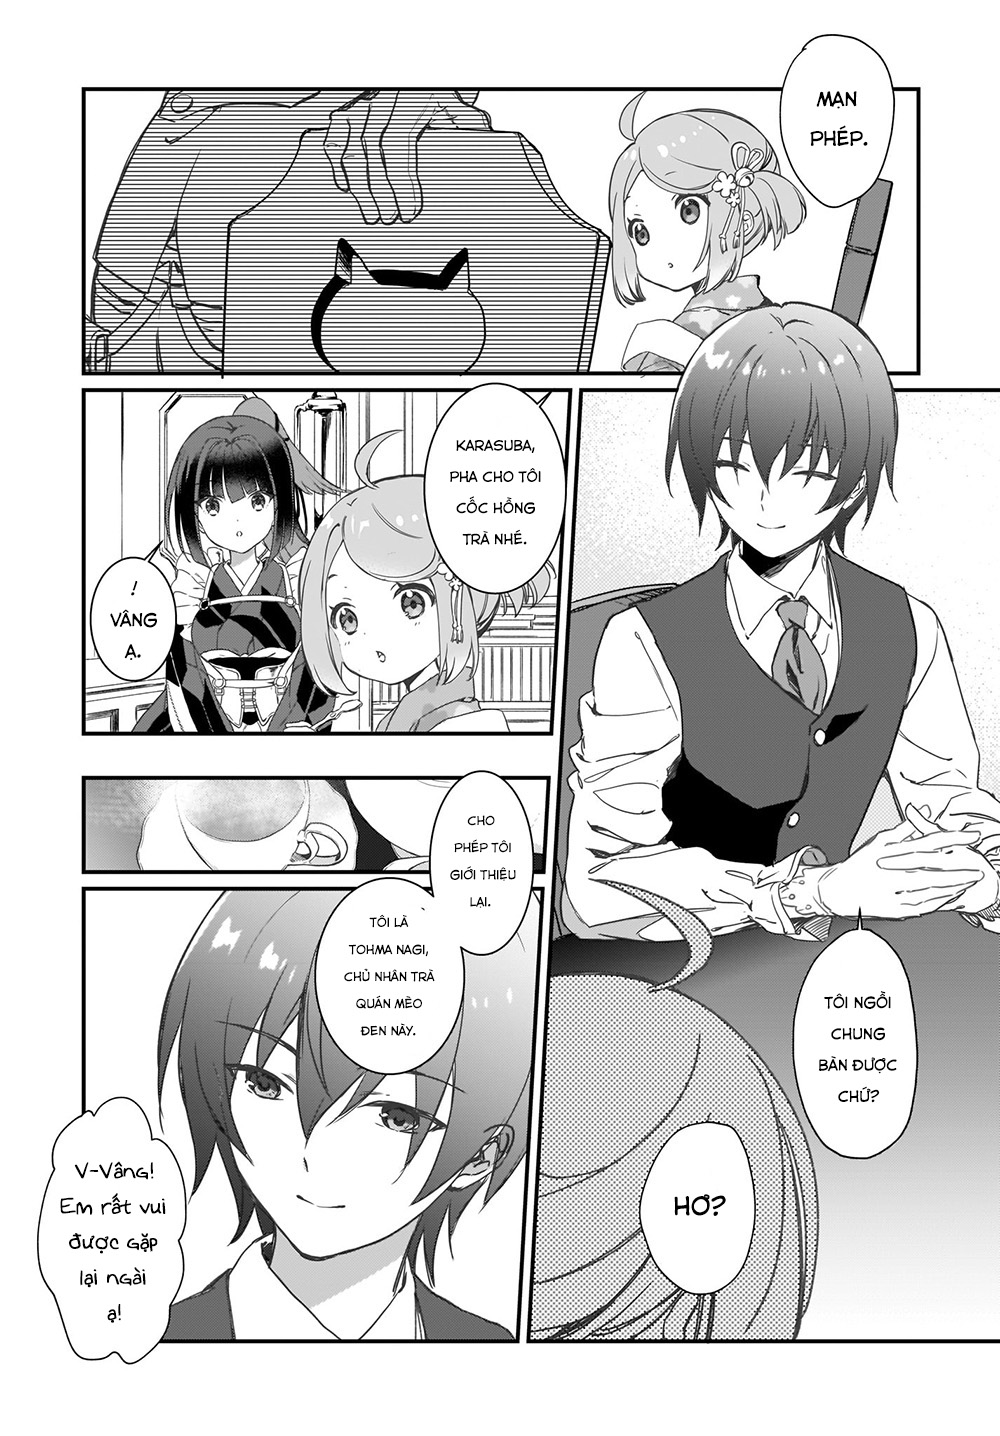 MẠN
PHÉP.
TÔI NGỒI
CHUNG
BÀN ĐƯỢC
CHỨ?
HƠ?
KARASUBA,
PHA CHO TÔI
CỐC HỒNG
TRÀ NHÉ.
!
VÂNG
Ạ.
CHO
PHÉP TÔI
GIỚI THIỆU
LẠI.
TÔI LÀ
TOHMA NAGI,
CHỦ NHÂN TRÀ
QUÁN MÈO
ĐEN NÀY.
V-Vâng!
Em rất vui
được gặp
lại ngài
ạ!